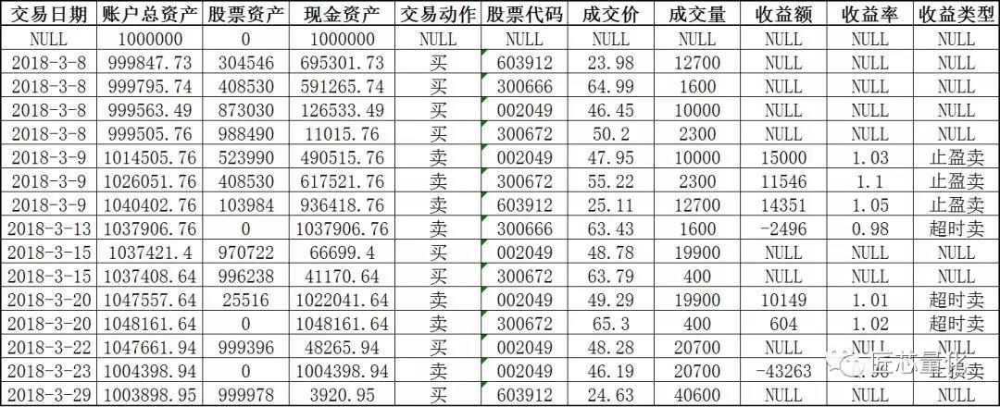 交易日期 账户总资产 股票资产 现金资产 交易动作 股票代码 成交价 成交量 收益额 收益率 收益类型
NULL 1000000 0 1000000 NULL NULL NULL NULL NULL NULL NULL
2018-3-8 999847.73 304546 695301.73 买 603912 23.98 12700 NULL NULL NULL
2018-3-8 999795.74 408530 591265.74 买 300666 64.99 1600 NULL NULL NULL
2018-3-8 999563.49 873030 126533.49 买 002049 46.45 10000 NULL NULL NULL
2018-3-8 999505.76 988490 11015.76 买 300672 50.2 2300 NULL NULL NULL
2018-3-9 1014505.76 523990 490515.76 卖 002049 47.95 10000 15000 1.03 止盈卖
2018-3-9 1026051.76 408530 617521.76 卖 300672 55.22 2300 11546 1.1 止盈卖
2018-3-9 1040402.76 103984 936418.76 卖 603912 25.11 12700 14351 1.05 止盈卖
2018-3-13 1037906.76 0 1037906.76 卖 300666 63.43 1600 -2496 0.98 超时卖
2018-3-15 1037421.4 970722 66699.4 买 002049 48.78 19900 NULL NULL NULL
2018-3-15 1037408.64 996238 41170.64 买 300672 63.79 400 NULL NULL NULL
2018-3-20 1047557.64 25516 1022041.64 卖 002049 49.29 19900 10149 1.01 超时卖
2018-3-20 1048161.64 0 1048161.64 卖 300672 65.3 400 604 1.02 超时卖
2018-3-22 1047661.94 999396 48265.94 买 002049 48.28 20700 NULL NULL NULL
2018-3-23 1004398.94 0 1004398.94 卖 002049 46.19 20700 -43263 止损卖
2018-3-29 1003898.95 999978 3920.95 买 603912 24.63 40600 NULL NULL NULL
匠芯量化